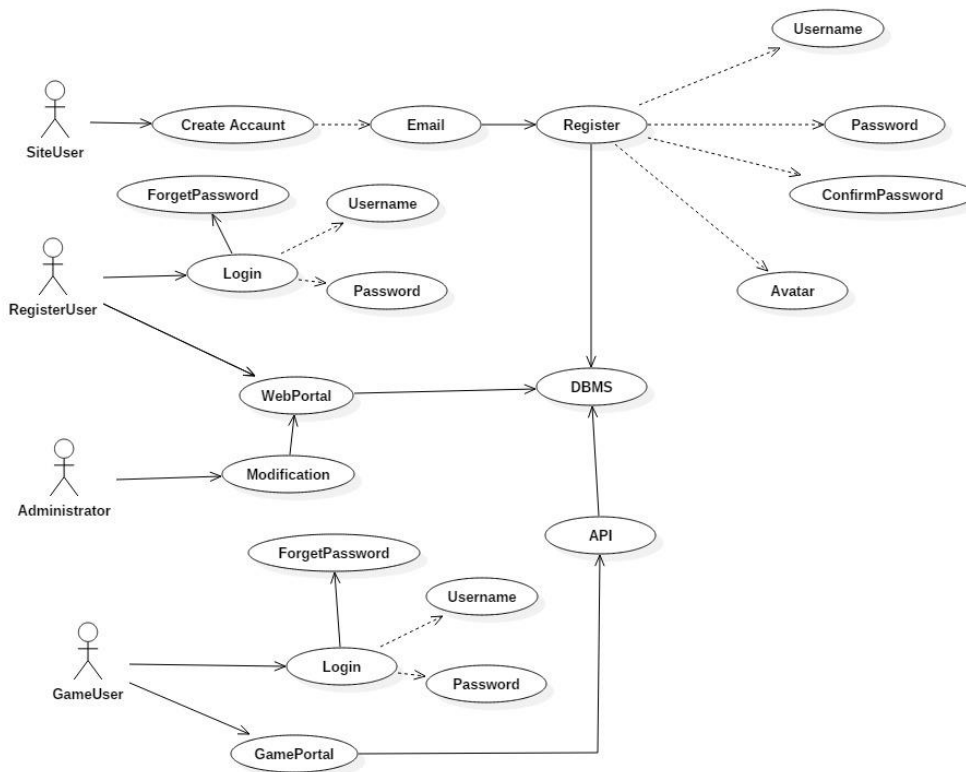 Username
SiteUser
Create Accaunt
Email
Register
Password
ForgetPassword
Username
ConfirmPassword
RegisterUser
Login
Password
Avatar
WebPortal
DBMS
Administrator
Modification
API
ForgetPassword
Username
GameUser
Login
Password
GamePortal